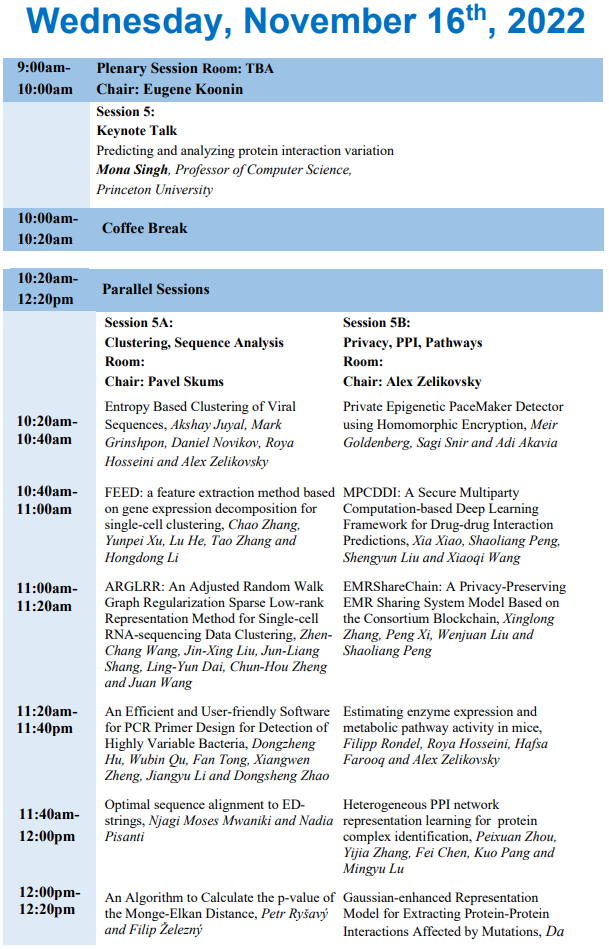 Wednesday, November 16th, 2022
9:00am-
10:00am
Plenary Session Room: TBA
Chair: Eugene Koonin
Session 5:
Keynote Talk
Predicting and analyzing protein interaction variation
Mona Singh, Professor of Computer Science,
Princeton University
10:00am-
10:20am
Coffee Break
10:20am-
12:20pm
Parallel Sessions
Session 5A:
Clustering, Sequence Analysis
Room:
Chair: Pavel Skums
Session 5B:
Privacy, PPI, Pathways
Room:
Chair: Alex Zelikovsky
10:20am-
10:40am
Entropy Based Clustering of Viral
Sequences, Akshay Juyal, Mark
Grinshpon, Daniel Novikov, Roya
Hosseini and Alex Zelikovsky
Private Epigenetic PaceMaker Detector
using Homomorphic Encryption, Meir
Goldenberg, Sagi Snir and Adi Akavia
10:40am-
11:00am
FEED: a feature extraction method based
on gene expression decomposition for
single-cell clustering, Chao Zhang,
Yunpei Xu, Lu He, Tao Zhang and
Hongdong Li
MPCDDI: A Secure Multiparty
Computation-based Deep Learning
Framework for Drug-drug Interaction
Predictions, Xia Xiao, Shaoliang Peng,
Shengyun Liu and Xiaoqi Wang
11:00am-
11:20am
ARGLRR: An Adjusted Random Walk
Graph Regularization Sparse Low-rank
Representation Method for Single-cell
RNA-sequencing Data Clustering, Zhen-
Chang Wang, Jin-Xing Liu, Jun-Liang
Shang, Ling-Yun Dai, Chun-Hou Zheng
and Juan Wang
EMRShareChain: A Privacy-Preserving
EMR Sharing System Model Based on
the Consortium Blockchain, Xinglong
Zhang, Peng Xi, Wenjuan Liu and
Shaoliang Peng
11:20am-
11:40pm
An Efficient and User-friendly Software
for PCR Primer Design for Detection of
Highly Variable Bacteria, Dongzheng
Hu, Wubin Qu, Fan Tong, Xiangwen
Zheng, Jiangyu Li and Dongsheng Zhao
Estimating enzyme expression and
metabolic pathway activity in mice,
Filipp Rondel, Roya Hosseini, Hafsa
Farooq and Alex Zelikovsky
11:40am-
12:00pm
Optimal sequence alignment to ED-
strings, Njagi Moses Mwaniki and Nadia
Pisanti
Heterogeneous PPI network
representation learning for protein
complex identification, Peixuan Zhou,
Yijia Zhang, Fei Chen, Kuo Pang and
Mingyu Lu
12:00pm-
12:20pm
An Algorithm to Calculate the p-value of
the Monge-Elkan Distance, Petr Ryšavý
and Filip Železný
Gaussian-enhanced Representation
Model for Extracting Protein-Protein
Interactions Affected by Mutations, Da